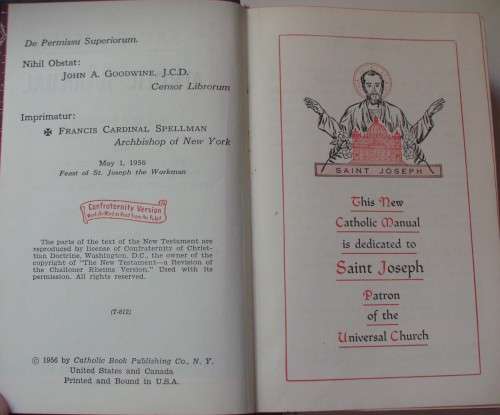 De Permissu Superiorum.
Nihil Obstat:
John A. Goodwine, J.C.D.
Censor Librorum
Imprimatur:
✠ Francis Cardinal Spellman
Archbishop of New York
May 1, 1956
Feast of St. Joseph the Workman
Confraternity Version
The parts of the text of the New Testament are
reproduced by license of Confraternity of Christ-
tian Doctrine, Washington, D.C., the owner of the
copyright of "The New Testament—a Revision of
the Challoner Rheims Version." Used with its
permission. All rights reserved.
(T-612)
© 1956 by Catholic Book Publishing Co., N. Y.
United States and Canada
Printed and Bound in U.S.A.
SAINT JOSEPH
This New
Catholic Manual
is dedicated to
Saint Joseph
Patron
of the
Universal Church